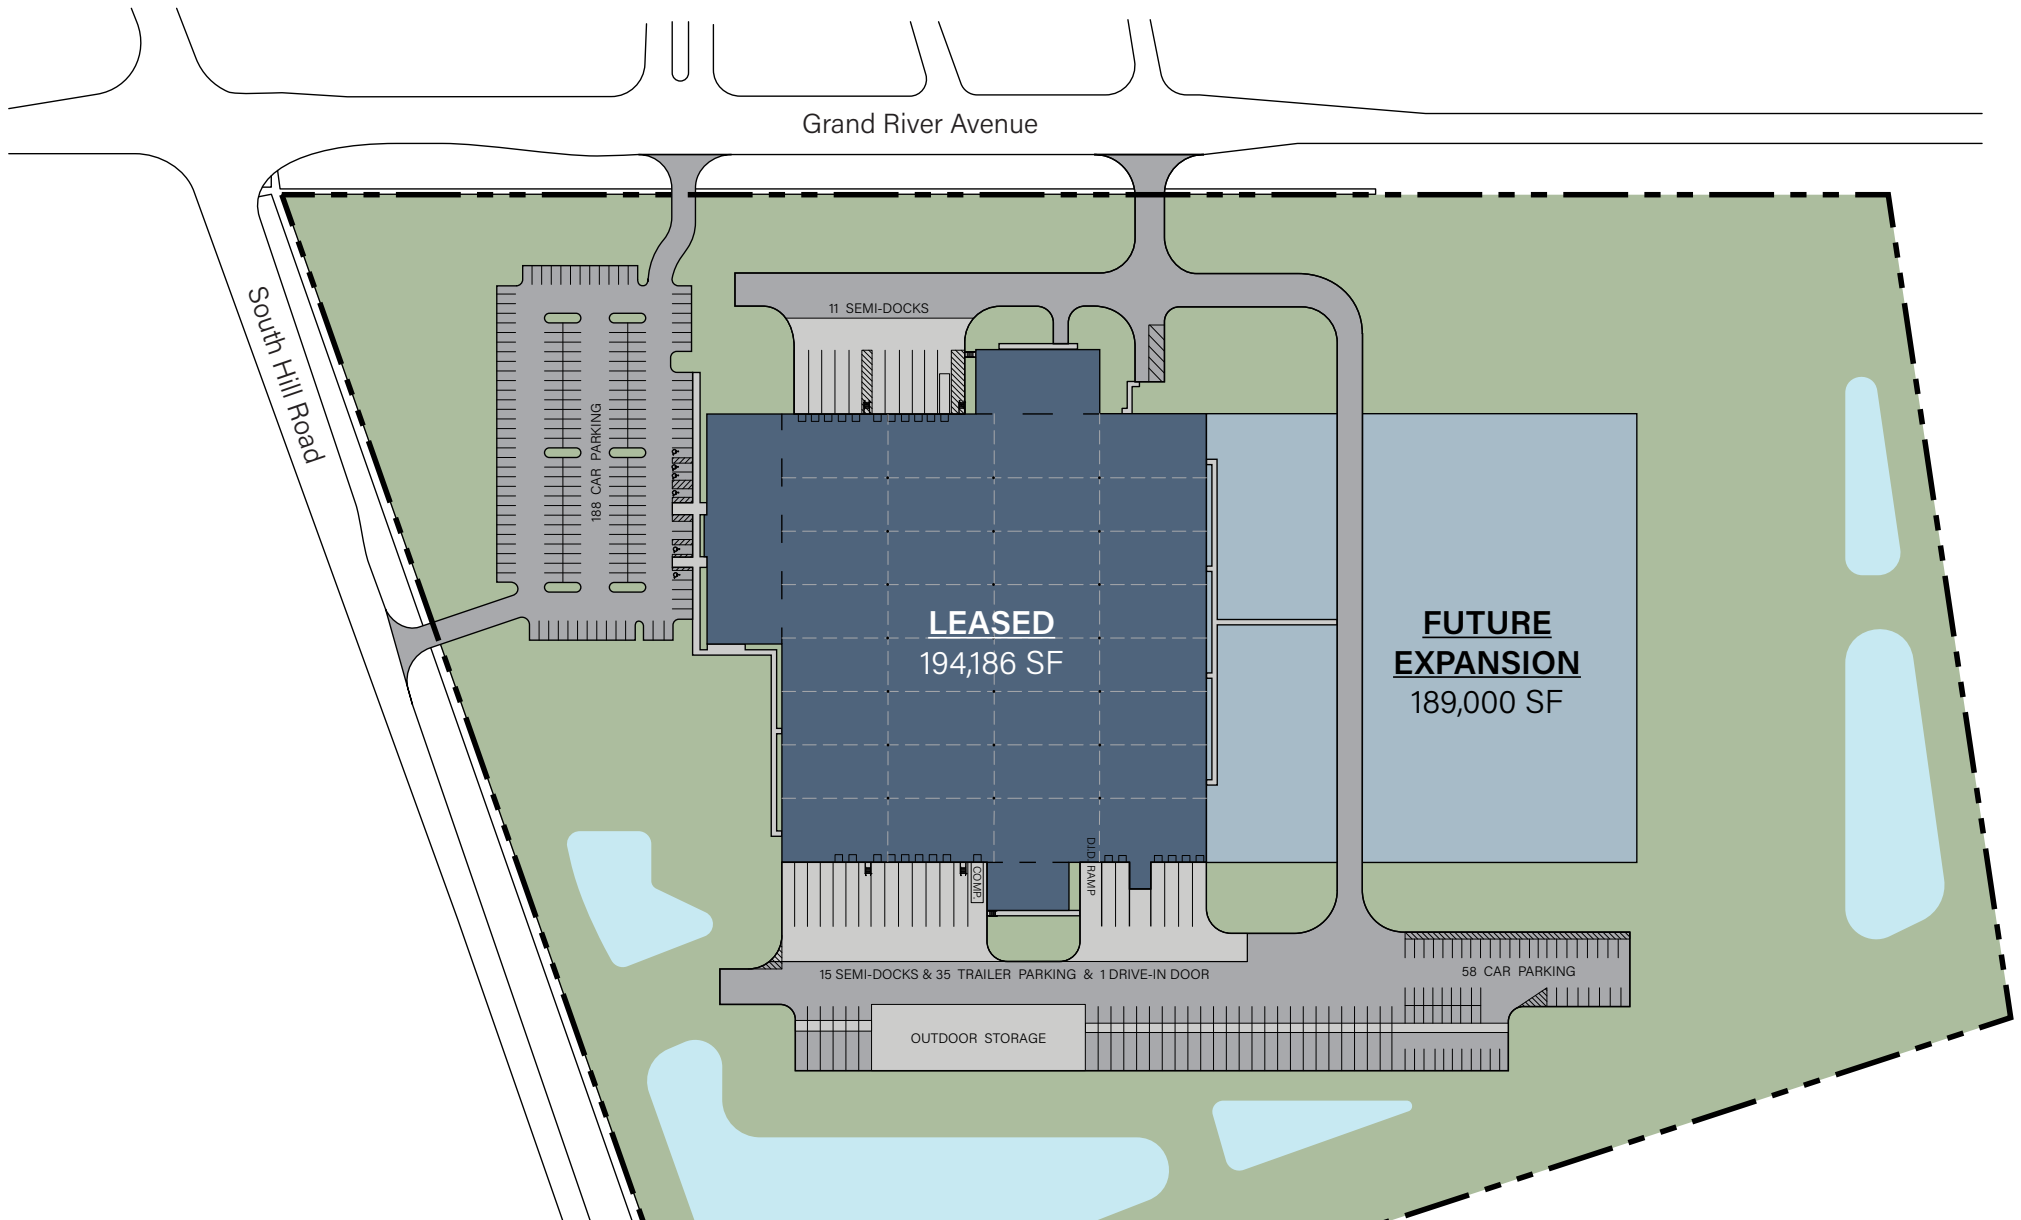 Grand River Avenue
South Hill Road
11 SEMI-DOCKS
188 CAR PARKING
LEASED
194,186 SF
FUTURE
EXPANSION
189,000 SF
COMP.
D.I.D. RAMP
15 SEMI-DOCKS & 35 TRAILER PARKING & 1 DRIVE-IN DOOR
58 CAR PARKING
OUTDOOR STORAGE